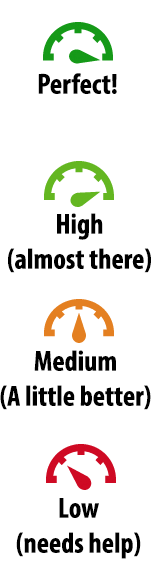 Perfect!
High
(almost there)
Medium
(A little better)
Low
(needs help)